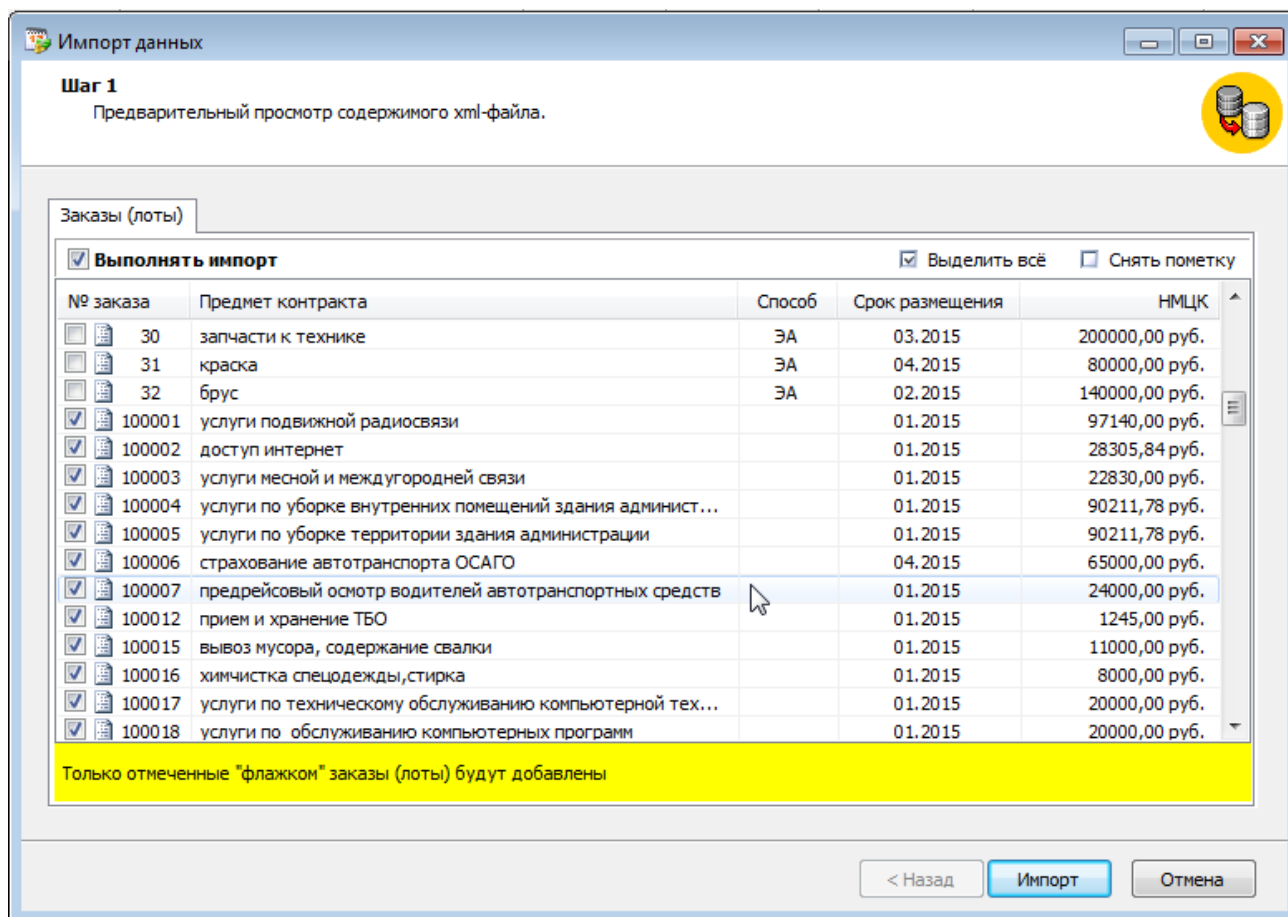 Импорт данных
Шаг 1
Предварительный просмотр содержимого xml-файла.
Заказы (лоты)
Выполнять импорт Выделить всё Снять пометку
№ заказа Предмет контракта Способ Срок размещения НМЦК
30 запчасти к технике ЭА 03.2015 200000,00 руб.
31 краска ЭА 04.2015 80000,00 руб.
32 брус ЭА 02.2015 140000,00 руб.
100001 услуги подвижной радиосвязи 01.2015 97140,00 руб.
100002 доступ интернет 01.2015 28305,84 руб.
100003 услуги месной и междугородней связи 01.2015 22830,00 руб.
100004 услуги по уборке внутренних помещений здания админист... 01.2015 90211,78 руб.
100005 услуги по уборке территории здания администрации 01.2015 90211,78 руб.
100006 страхование автотранспорта ОСАГО 04.2015 65000,00 руб.
100007 предрейсовый осмотр водителей автотранспортных средств 01.2015 24000,00 руб.
100012 прием и хранение ТБО 01.2015 1245,00 руб.
100015 вывоз мусора, содержание свалки 01.2015 11000,00 руб.
100016 химчистка спецодежды,стирка 01.2015 8000,00 руб.
100017 услуги по техническому обслуживанию компьютерной тех... 01.2015 20000,00 руб.
100018 услуги по обслуживанию компьютерных программ 01.2015 20000,00 руб.
Только отмеченные "флажком" заказы (лоты) будут добавлены
< Назад Импорт Отмена